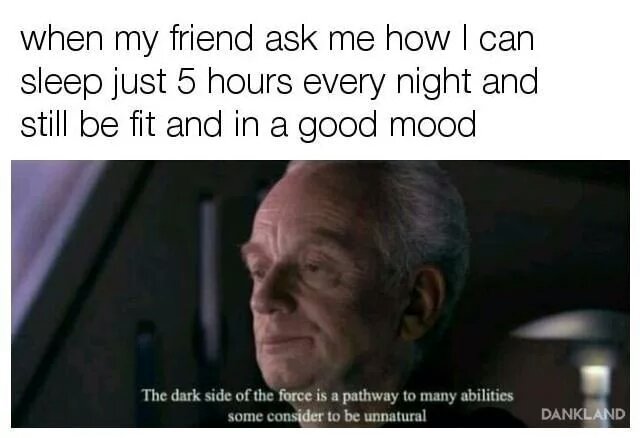 when my friend ask me how I can
sleep just 5 hours every night and
still be fit and in a good mood
The dark side of the force is a pathway to many abilities
some consider to be unnatural
DANKLAND